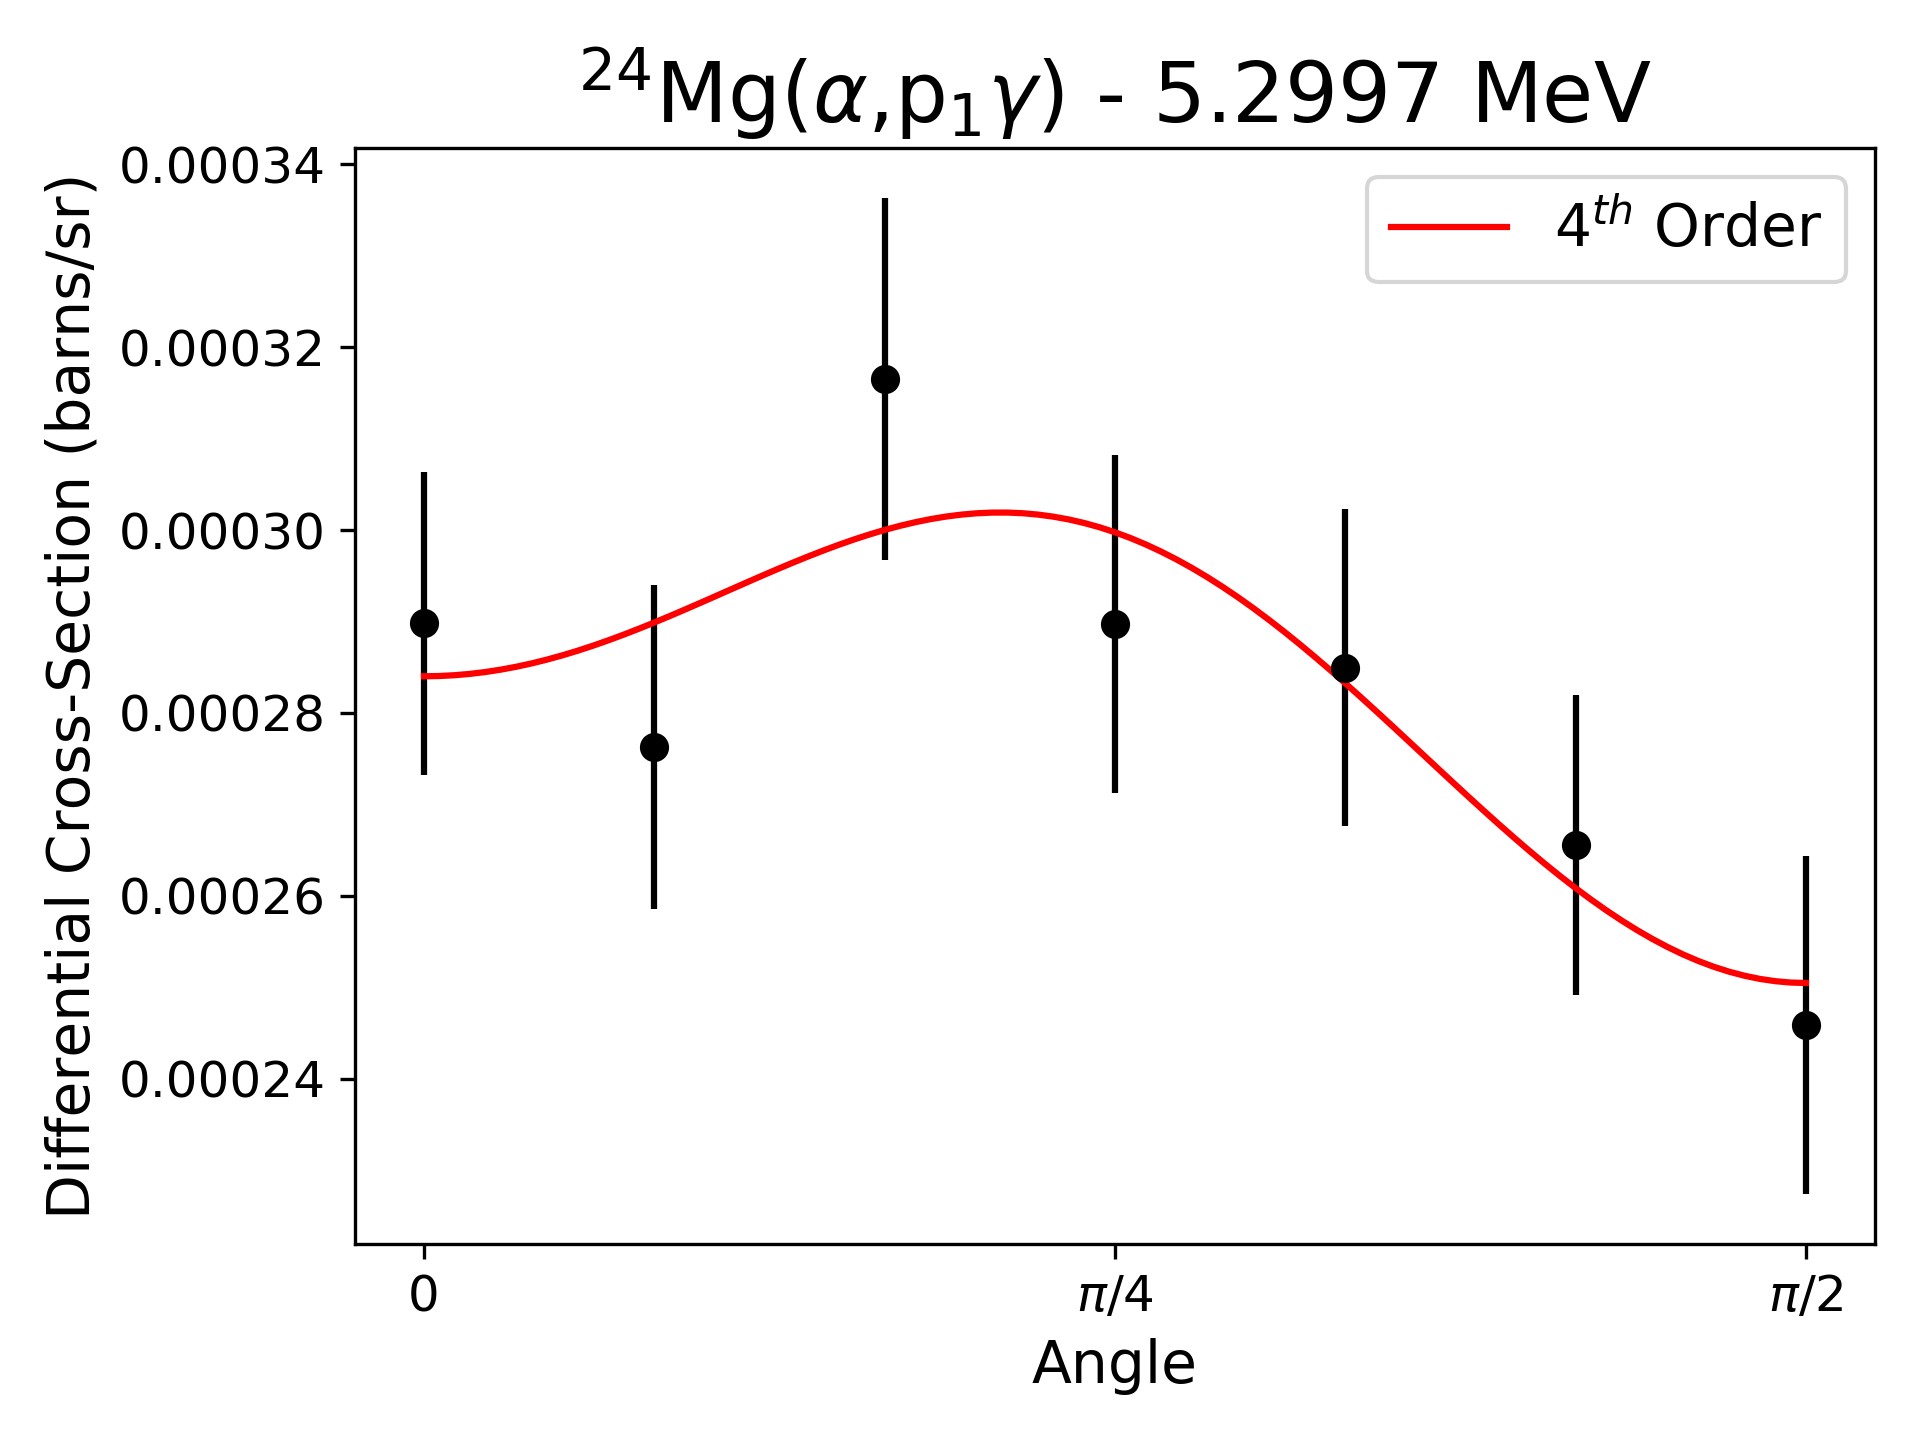 ²⁴Mg(α,p₁γ) - 5.2997 MeV
Differential Cross-Section (barns/sr)
0.00034
0.00032
0.00030
0.00028
0.00026
0.00024
4ᵗʰ Order
0 π/4 π/2
Angle